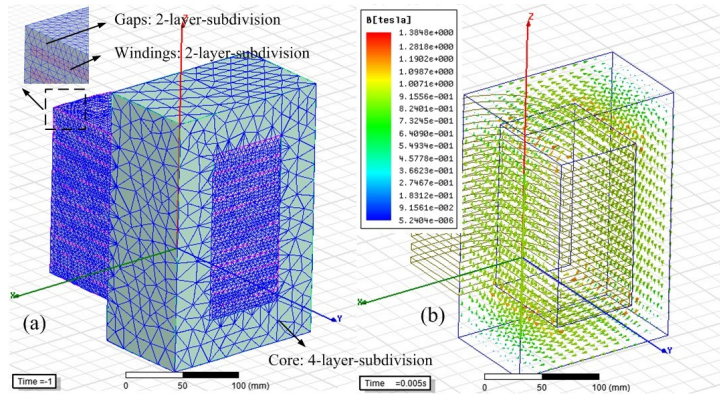 Gaps: 2-layer-subdivision
Windings: 2-layer-subdivision
Z
X
Y
(a)
Core: 4-layer-subdivision
Time =-1
0 50 100 (mm)
B[tesla]
1.3848e+000
1.2818e+000
1.1902e+000
1.0987e+000
1.0071e+000
9.1556e-001
8.2401e-001
7.3245e-001
6.4090e-001
5.4934e-001
4.5778e-001
3.6623e-001
2.7467e-001
1.8312e-001
9.1561e-002
5.2404e-006
Z
X
Y
(b)
Time =0.005s
0 50 100 (mm)